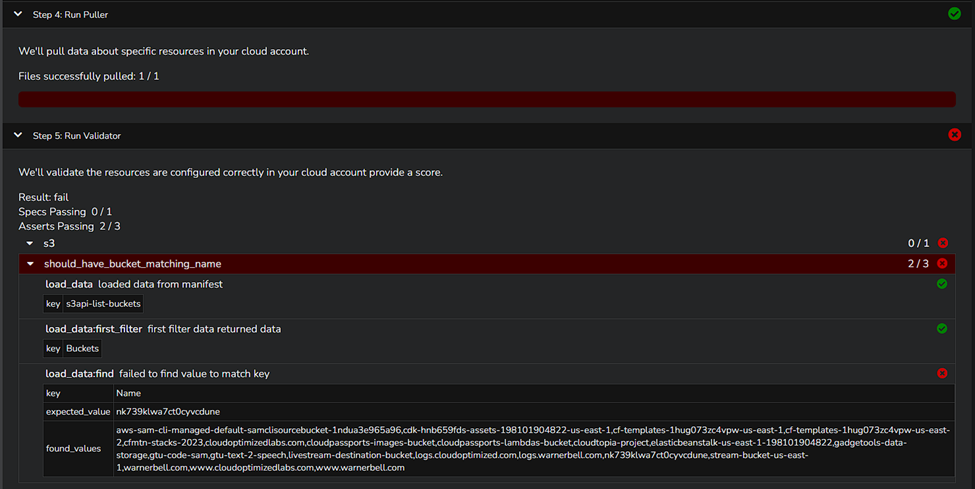 Step 4: Run Puller
We'll pull data about specific resources in your cloud account.
Files successfully pulled: 1 / 1
Step 5: Run Validator
We'll validate the resources are configured correctly in your cloud account provide a score.
Result: fail
Specs Passing 0 / 1
Asserts Passing 2 / 3
s3 0 / 1
should_have_bucket_matching_name 2 / 3
load_data loaded data from manifest
key s3api-list-buckets
load_data:first_filter first filter data returned data
key Buckets
load_data:find failed to find value to match key
key Name
expected_value nk739klwa7ct0cyvcdune
found_values
aws-sam-cli-managed-default-samclisourcebucket-1ndua3e965a96,cdk-hnb659fds-assets-198101904822-us-east-1,cf-templates-1hug073zc4vpw-us-east-1,cf-templates-1hug073zc4vpw-us-east-
2,cfmtn-stacks-2023,cloudoptimizedlabs.com,cloudpassports-images-bucket,cloudpassports-lambdas-bucket,cloudtopia-project,elasticbeanstalk-us-east-1-198101904822,gadgetools-data-
storage,gtu-code-sam,gtu-text-2-speech,livestream-destination-bucket,logs.cloudoptimized.com,logs.warnerbell.com,nk739klwa7ct0cyvcdune,stream-bucket-us-east-
1,warnerbell.com,www.cloudoptimizedlabs.com,www.warnerbell.com